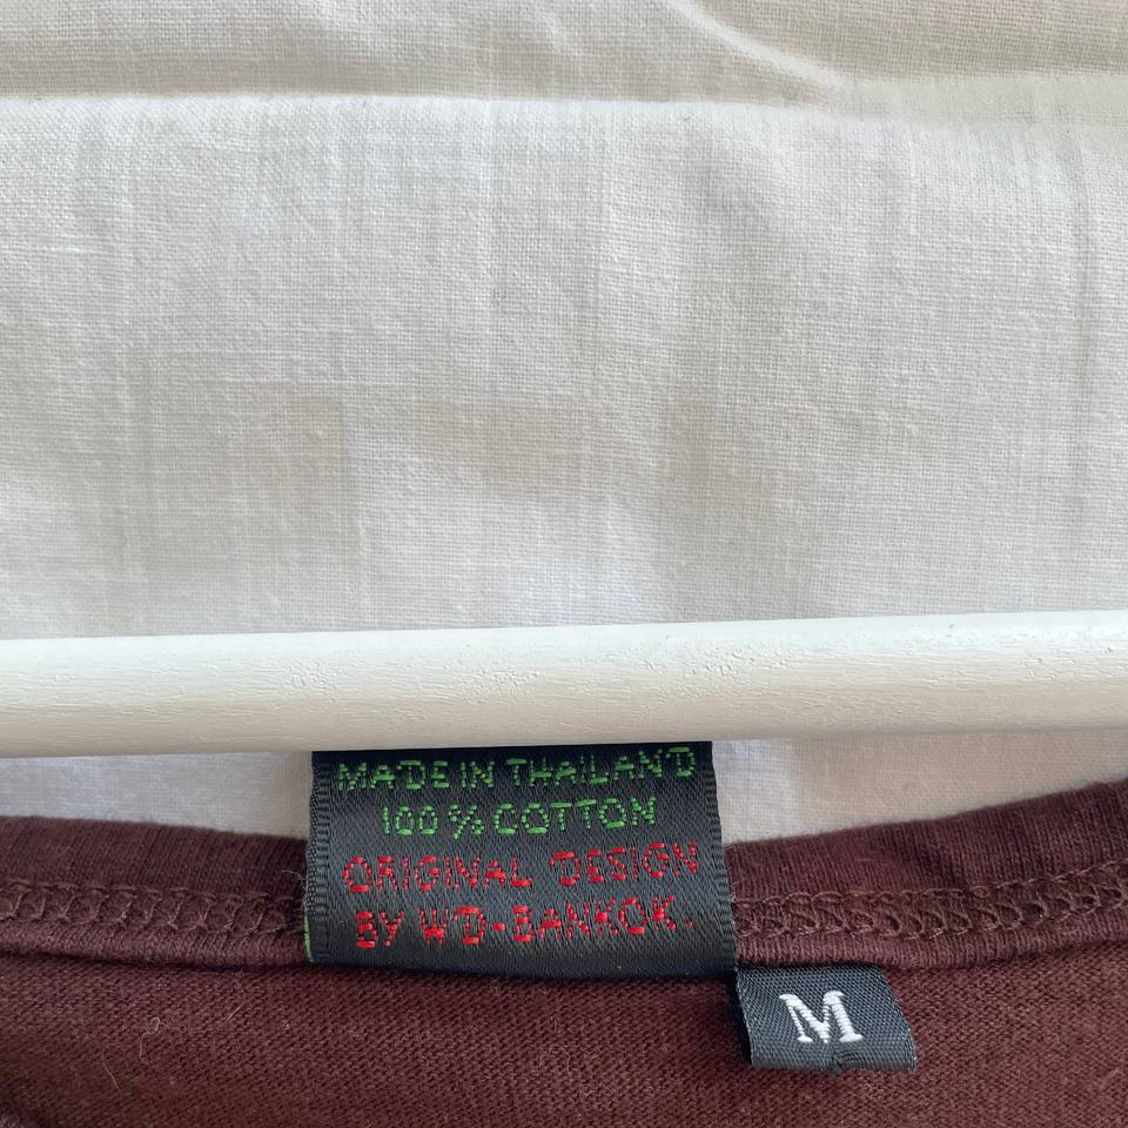 MADE IN THAILAND
100% COTTON
ORIGINAL DESIGN
BY WD-BANKOK.
M